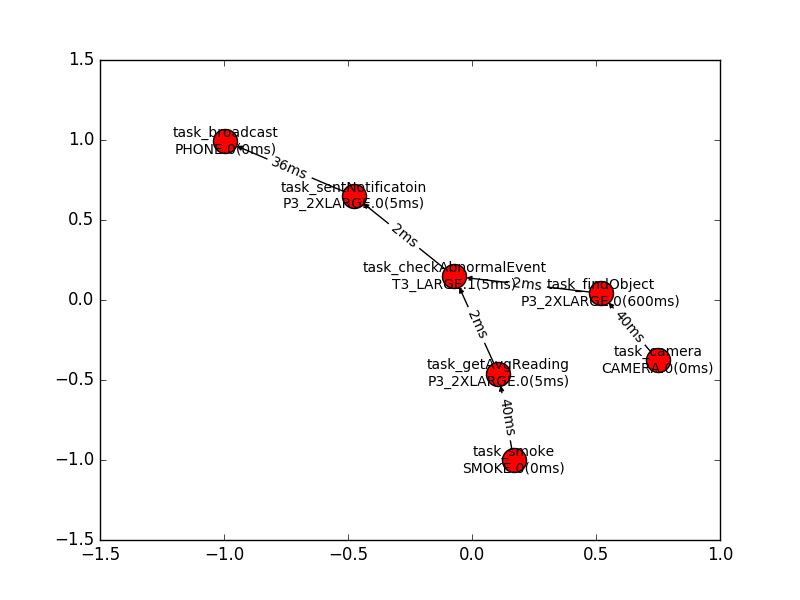 1.5
1.0
0.5
0.0
−0.5
−1.0
−1.5
task_broadcast
PHONE.0(0ms)
36ms
task_sentNotificatoin
P3_2XLARGE.0(5ms)
2ms
task_checkAbnormalEvent
T3_LARGE.1(5ms)
2ms
task_findObject
P3_2XLARGE.0(600ms)
2ms
40ms
task_camera
CAMERA.0(0ms)
task_getAvgReading
P3_2XLARGE.0(5ms)
40ms
task_smoke
SMOKE.0(0ms)
−1.5
−1.0
−0.5
0.0
0.5
1.0